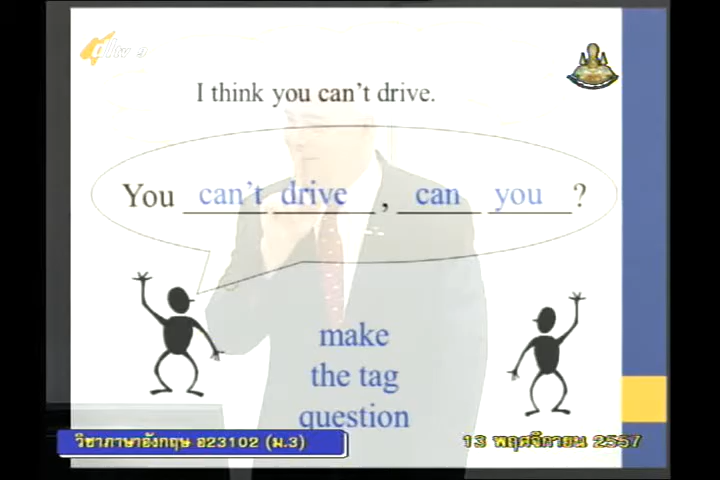 I think you can't drive.
You can't drive, can you?
make
the tag
question
วิชาภาษาอังกฤษ อ23102 (ม.3)
13 พฤศจิกายน 2557